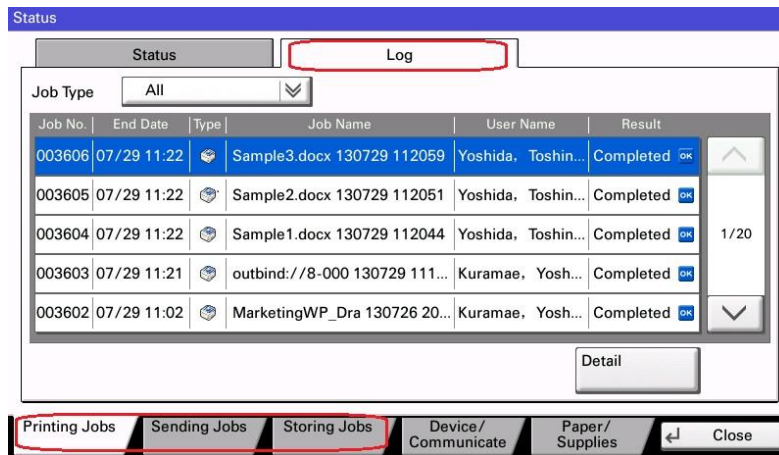 Status
Status Log
Job Type All
Job No. End Date Type Job Name User Name Result
003606 07/29 11:22 Sample3.docx 130729 112059 Yoshida, Toshin... Completed OK
003605 07/29 11:22 Sample2.docx 130729 112051 Yoshida, Toshin... Completed OK
003604 07/29 11:22 Sample1.docx 130729 112044 Yoshida, Toshin... Completed OK
1/20
003603 07/29 11:21 outbind://8-000 130729 111... Kuramae, Yosh... Completed OK
003602 07/29 11:02 MarketingWP_Dra 130726 20... Kuramae, Yosh... Completed OK
Detail
Printing Jobs Sending Jobs Storing Jobs Device/ Paper/ Close
Communicate Supplies